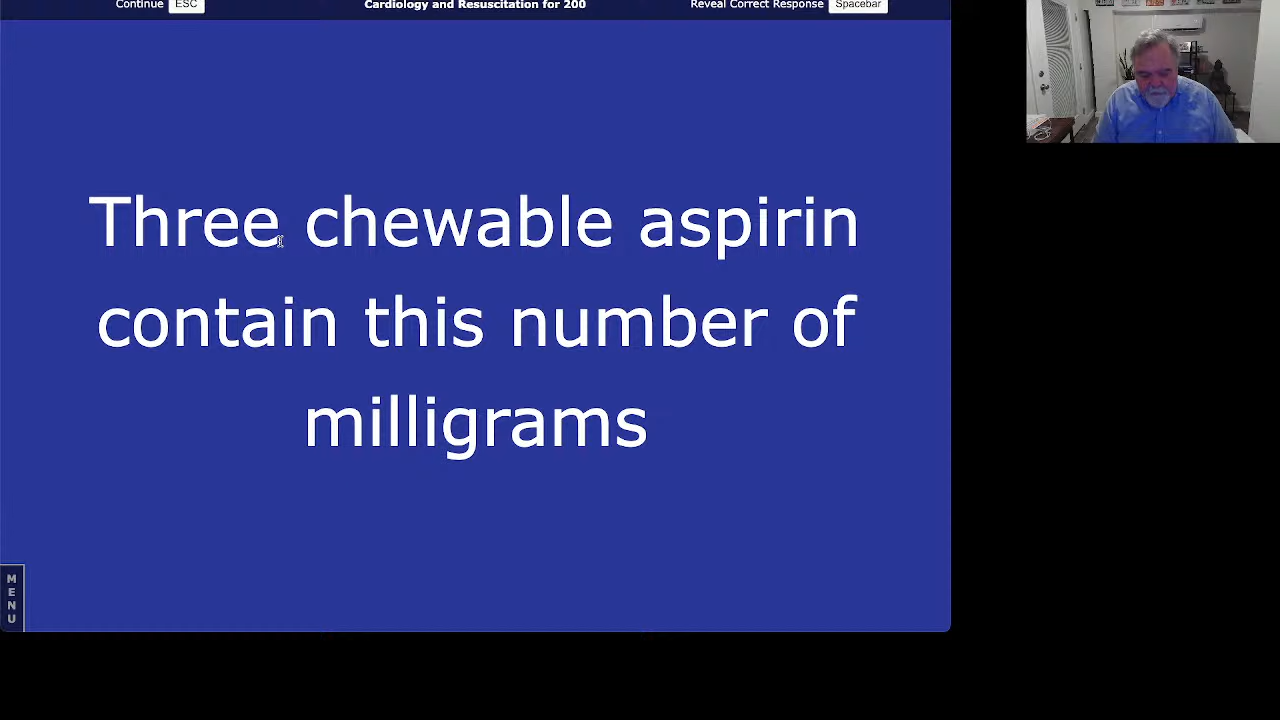 Continue ESC
Cardiology and Resuscitation for 200
Reveal Correct Response Spacebar
Three chewable aspirin
contain this number of
milligrams
MENU